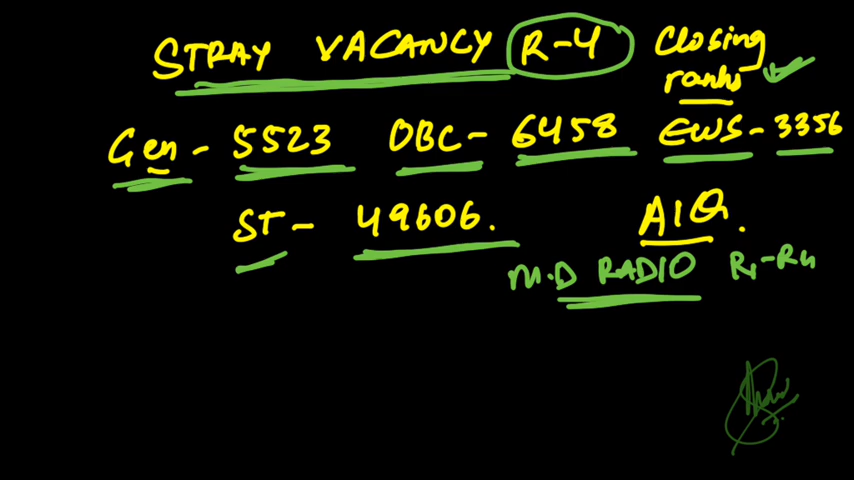 STRAY VACANCY R-4 Closing
ranks
Gen - 5523 OBC - 6458 EWS - 3356
ST - 49606. AIQ.
M.D RADIO R1-R4